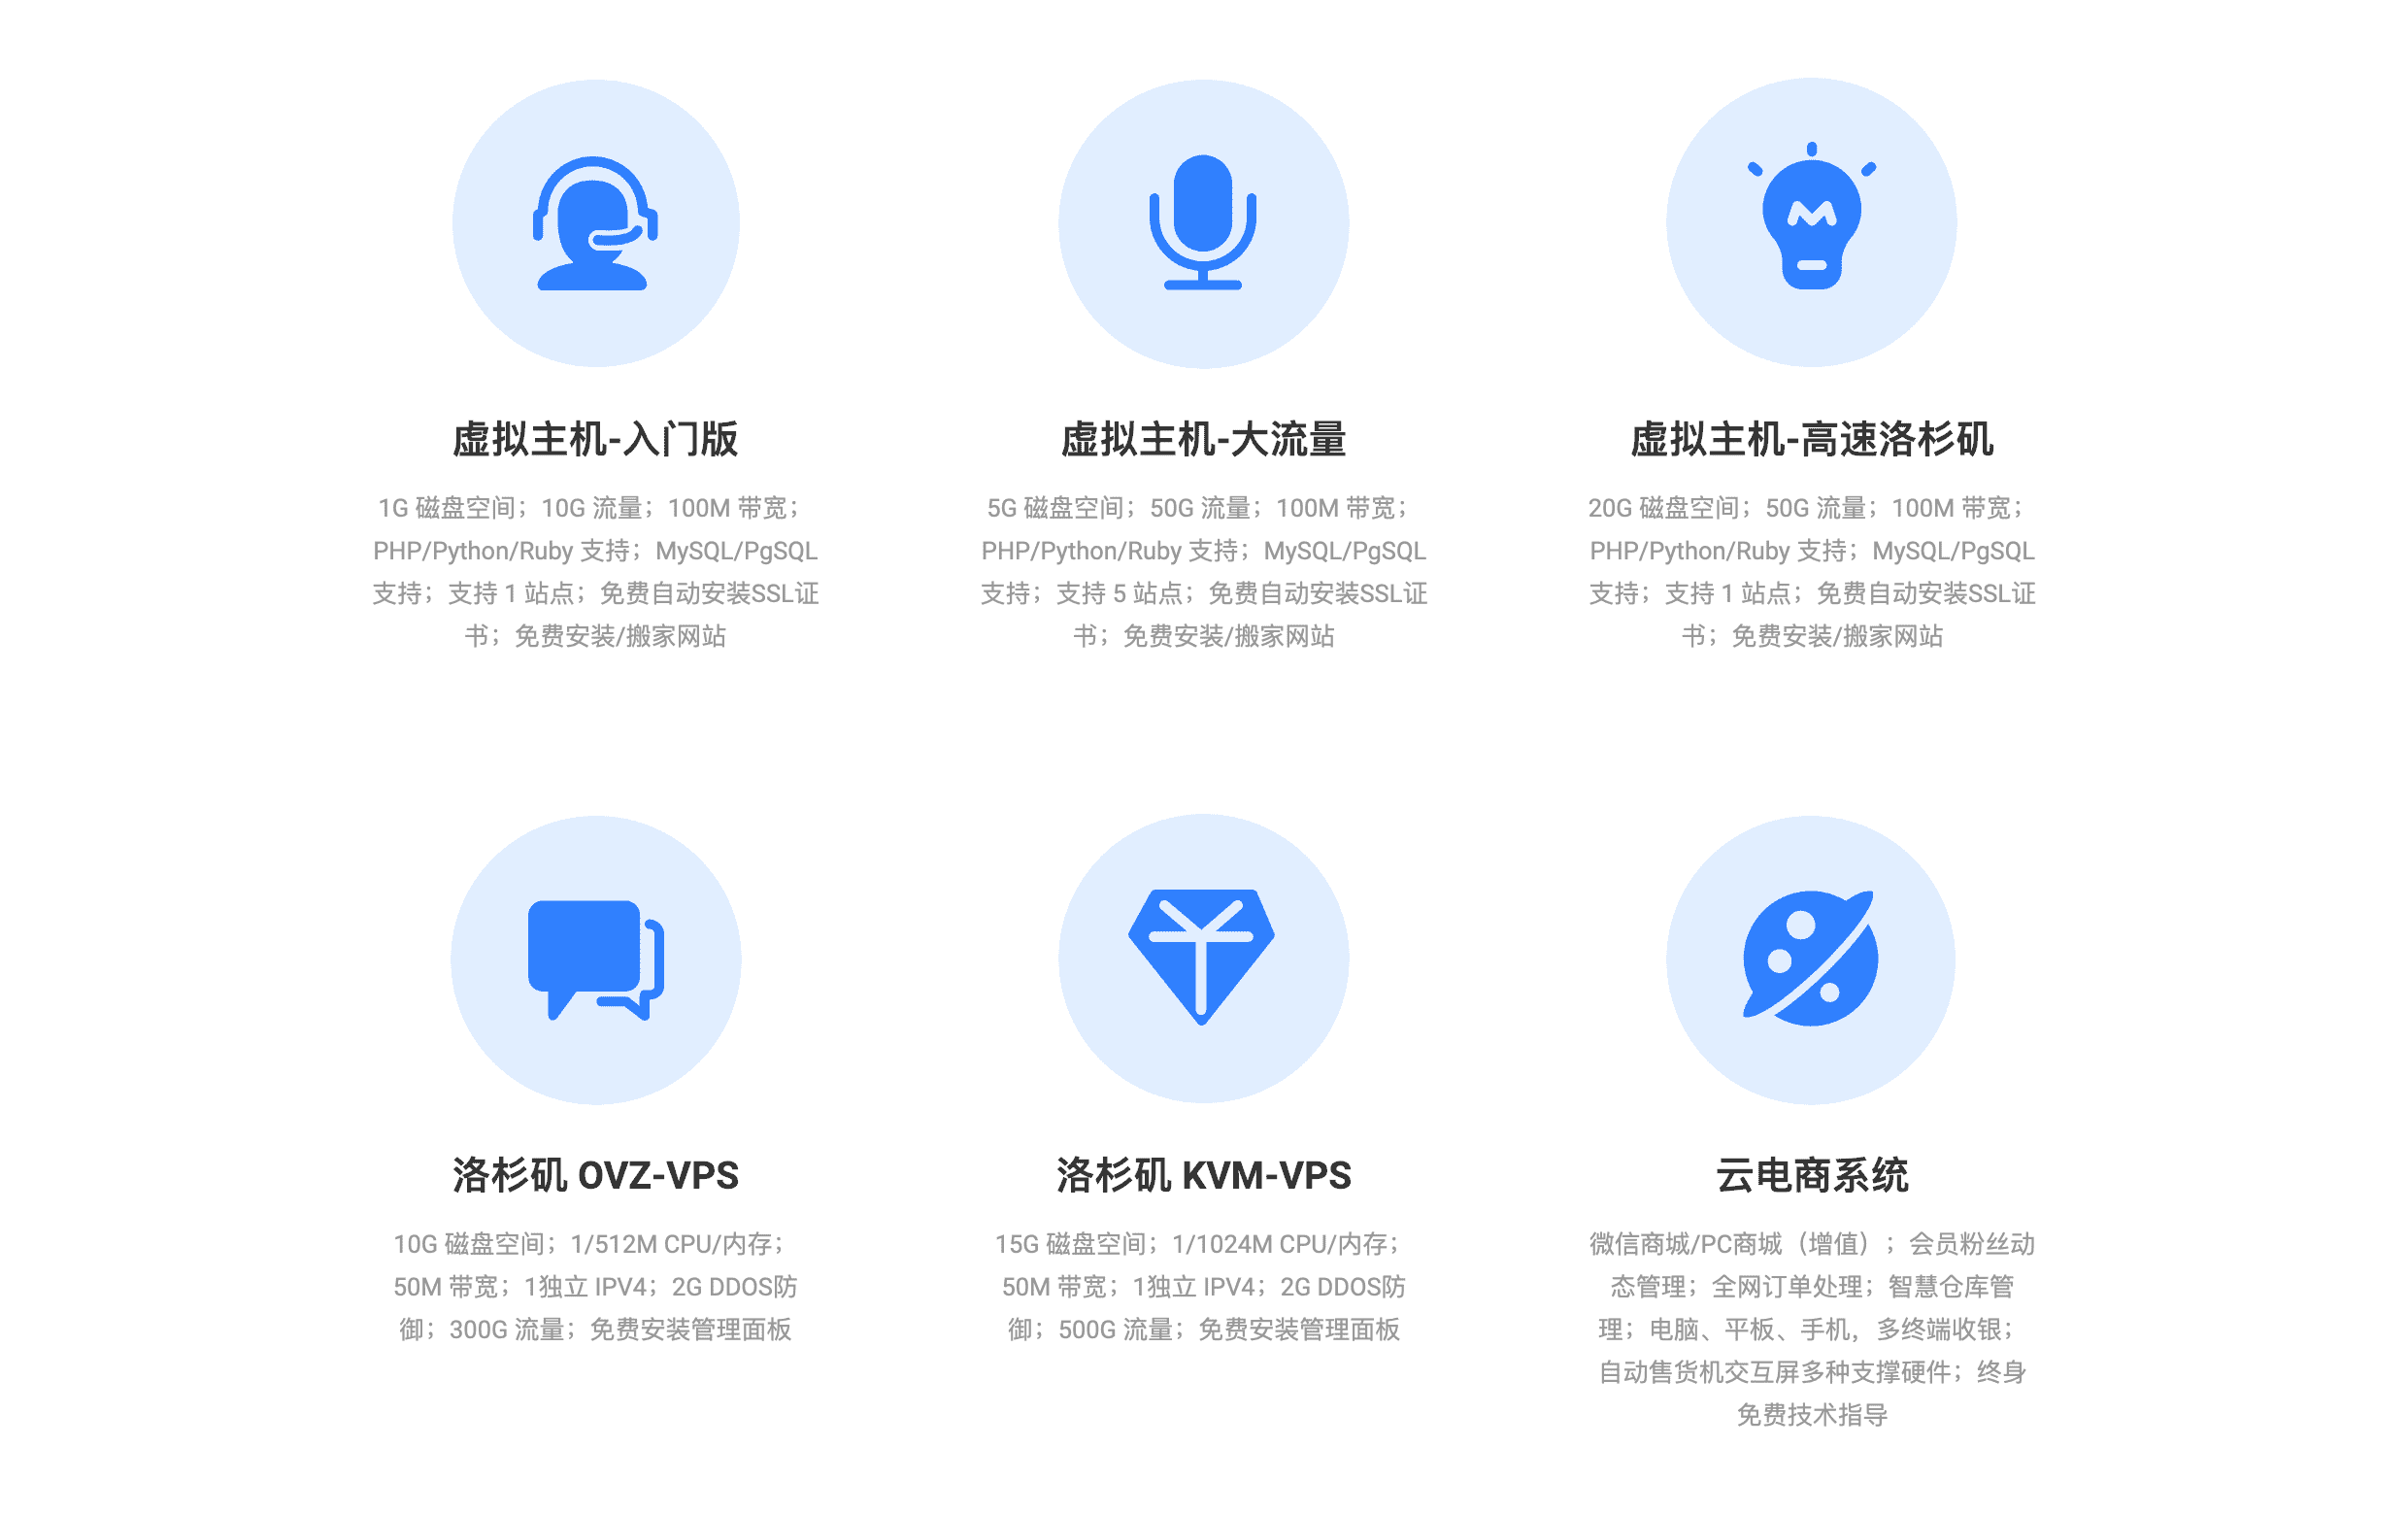 虚拟主机-入门版
1G 磁盘空间；10G 流量；100M 带宽；
PHP/Python/Ruby 支持；MySQL/PgSQL
支持；支持 1 站点；免费自动安装SSL证
书；免费安装/搬家网站
虚拟主机-大流量
5G 磁盘空间；50G 流量；100M 带宽；
PHP/Python/Ruby 支持；MySQL/PgSQL
支持；支持 5 站点；免费自动安装SSL证
书；免费安装/搬家网站
虚拟主机-高速洛杉矶
20G 磁盘空间；50G 流量；100M 带宽；
PHP/Python/Ruby 支持；MySQL/PgSQL
支持；支持 1 站点；免费自动安装SSL证
书；免费安装/搬家网站
洛杉矶 OVZ-VPS
10G 磁盘空间；1/512M CPU/内存；
50M 带宽；1独立 IPV4；2G DDOS防
御；300G 流量；免费安装管理面板
洛杉矶 KVM-VPS
15G 磁盘空间；1/1024M CPU/内存；
50M 带宽；1独立 IPV4；2G DDOS防
御；500G 流量；免费安装管理面板
云电商系统
微信商城/PC商城（增值）；会员粉丝动
态管理；全网订单处理；智慧仓库管
理；电脑、平板、手机，多终端收银；
自动售货机交互屏多种支撑硬件；终身
免费技术指导